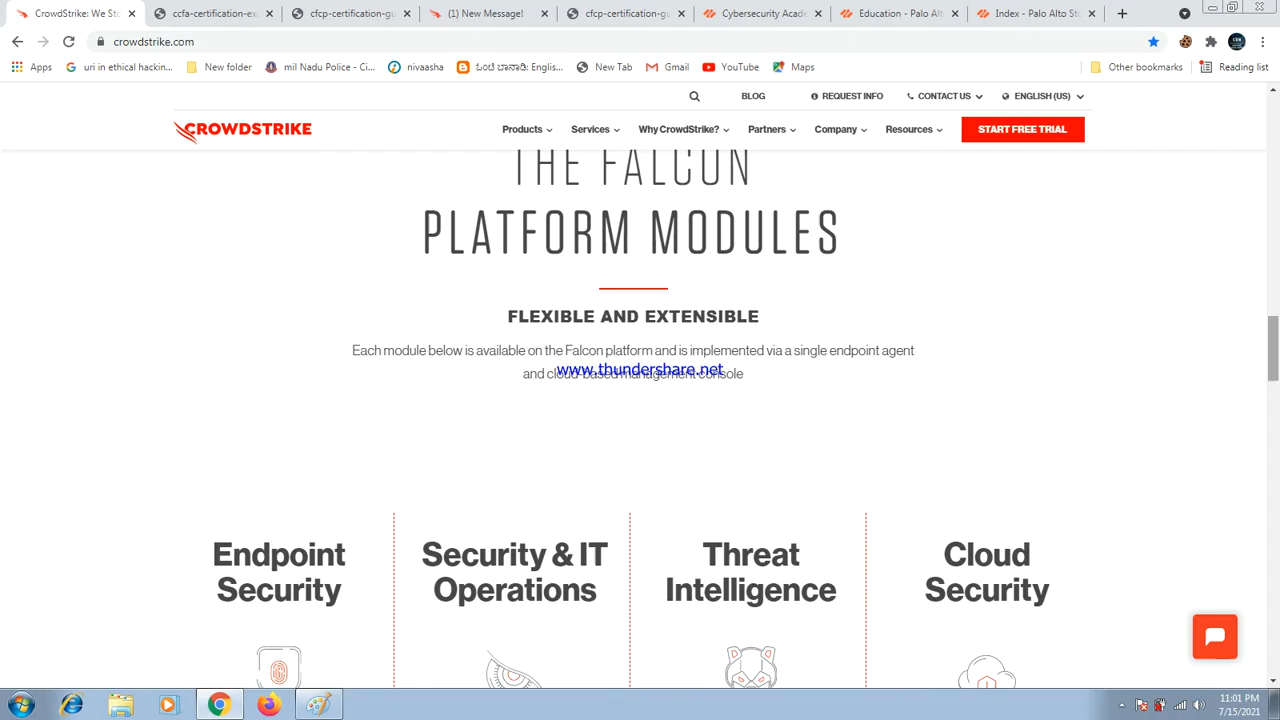 CrowdStrike: We Sto
ccfa-certification-ex
cfcp-certification-gu
(1) New Message!
cfcp-certification-gu
Cybersecurity Acade
Education - Palo Alt
Index - Palo Alto St
crowdstrike.com
Apps
uri in ethical hackin...
New folder
mil Nadu Police - Ci...
nivaasha
ಓಂಟಿ ಬಾನಾಡಿ: Englis...
New Tab
Gmail
YouTube
Maps
Other bookmarks
Reading list
BLOG
REQUEST INFO
CONTACT US
ENGLISH (US)
CROWDSTRIKE
Products
Services
Why CrowdStrike?
Partners
Company
Resources
START FREE TRIAL
THE FALCON
PLATFORM MODULES
FLEXIBLE AND EXTENSIBLE
Each module below is available on the Falcon platform and is implemented via a single endpoint agent
and cloud-based management console
www.thundershare.net
Endpoint
Security
Security & IT
Operations
Threat
Intelligence
Cloud
Security
11:01 PM
7/15/2021